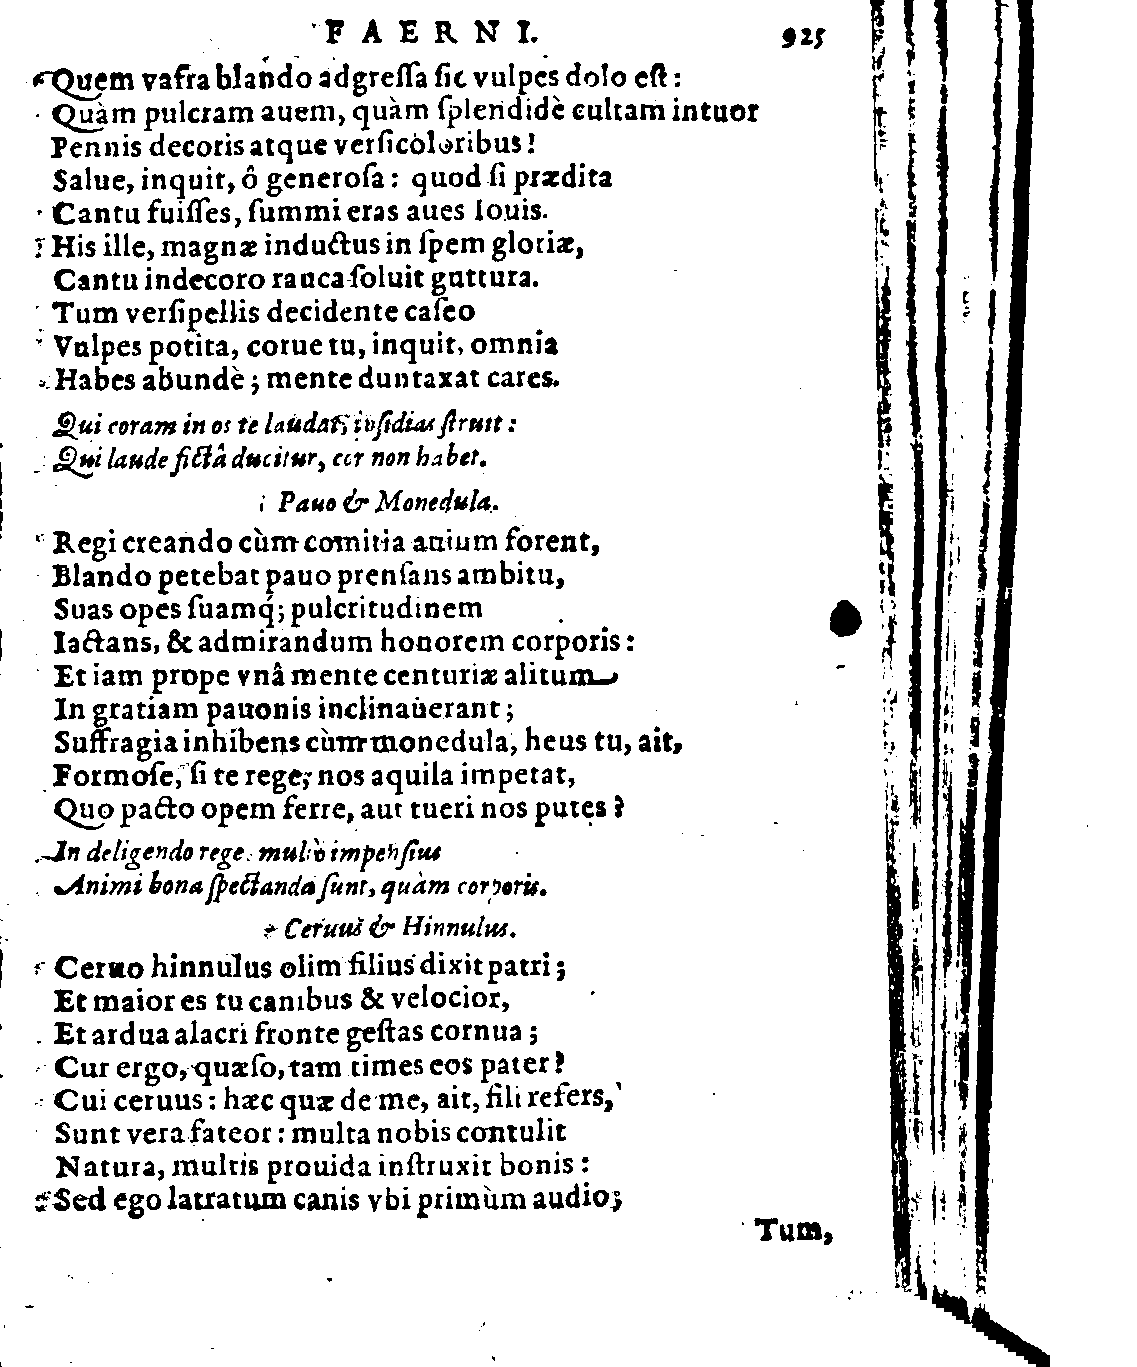 FAERNI. 925
Quem vafra blando adgreſſa ſic vulpes dolo eſt:
Quàm pulcram auem, quàm ſplendidè cultam intuor
Pennis decoris atque verſicoloribus!
Salue, inquit, ô generoſa: quod ſi prædita
Cantu fuiſſes, ſummi eras aues Iouis.
His ille, magnæ inductus in ſpem gloriæ,
Cantu indecoro rauca ſoluit guttura.
Tum verſipellis decidente caſeo
Vulpes potita, corue tu, inquit, omnia
Habes abundè; mente duntaxat cares.
Qui coram in os te laudat, inſidias ſtruit:
Qui laude fictâ ducitur, cor non habet.
Pauo & Monedula.
Regi creando cùm comitia auium forent,
Blando petebat pauo prenſans ambitu,
Suas opes ſuamq́; pulcritudinem
Iactans, & admirandum honorem corporis:
Et iam prope vnâ mente centuriæ alitum
In gratiam pauonis inclinauerant;
Suffragia inhibens cùm monedula, heus tu, ait,
Formoſe, ſi te rege, nos aquila impetat,
Quo pacto opem ferre, aut tueri nos putes?
In deligendo rege multò impenſius
Animi bona ſpectanda ſunt, quàm corporis.
Ceruus & Hinnulus.
Ceruo hinnulus olim filius dixit patri;
Et maior es tu canibus & velocior,
Et ardua alacri fronte geſtas cornua;
Cur ergo, quæſo, tam times eos pater?
Cui ceruus: hæc quæ de me, ait, fili refers,
Sunt vera fateor: multa nobis contulit
Natura, multis prouida inſtruxit bonis:
Sed ego latratum canis vbi primùm audio;
Tum,